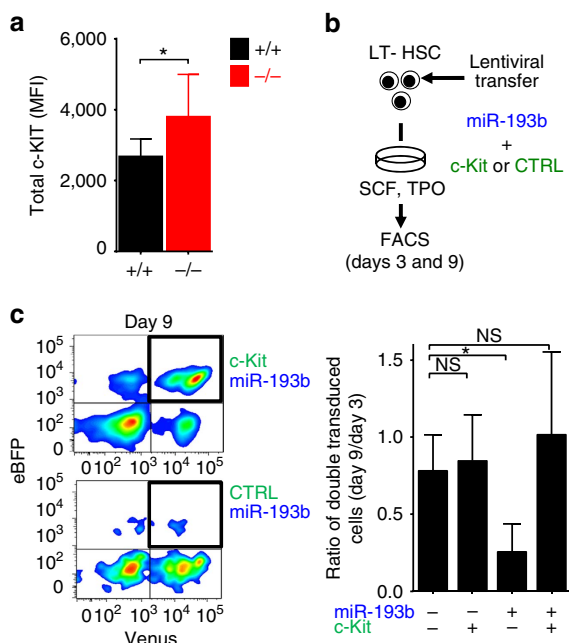 a
*
+/+
−/−
6,000
4,000
2,000
0
Total c-KIT (MFI)
+/+
−/−
b
LT- HSC
Lentiviral
transfer
miR-193b
+
c-Kit or CTRL
SCF, TPO
FACS
(days 3 and 9)
c
Day 9
c-Kit
miR-193b
10⁵
10⁴
10³
10²
0
CTRL
miR-193b
10⁵
10⁴
10³
10²
0
eBFP
0 10² 10³ 10⁴ 10⁵
0 10² 10³ 10⁴ 10⁵
Venus
NS
*
NS
1.5
1.0
0.5
0.0
Ratio of double transduced
cells (day 9/day 3)
miR-193b − − + +
c-Kit − + − +